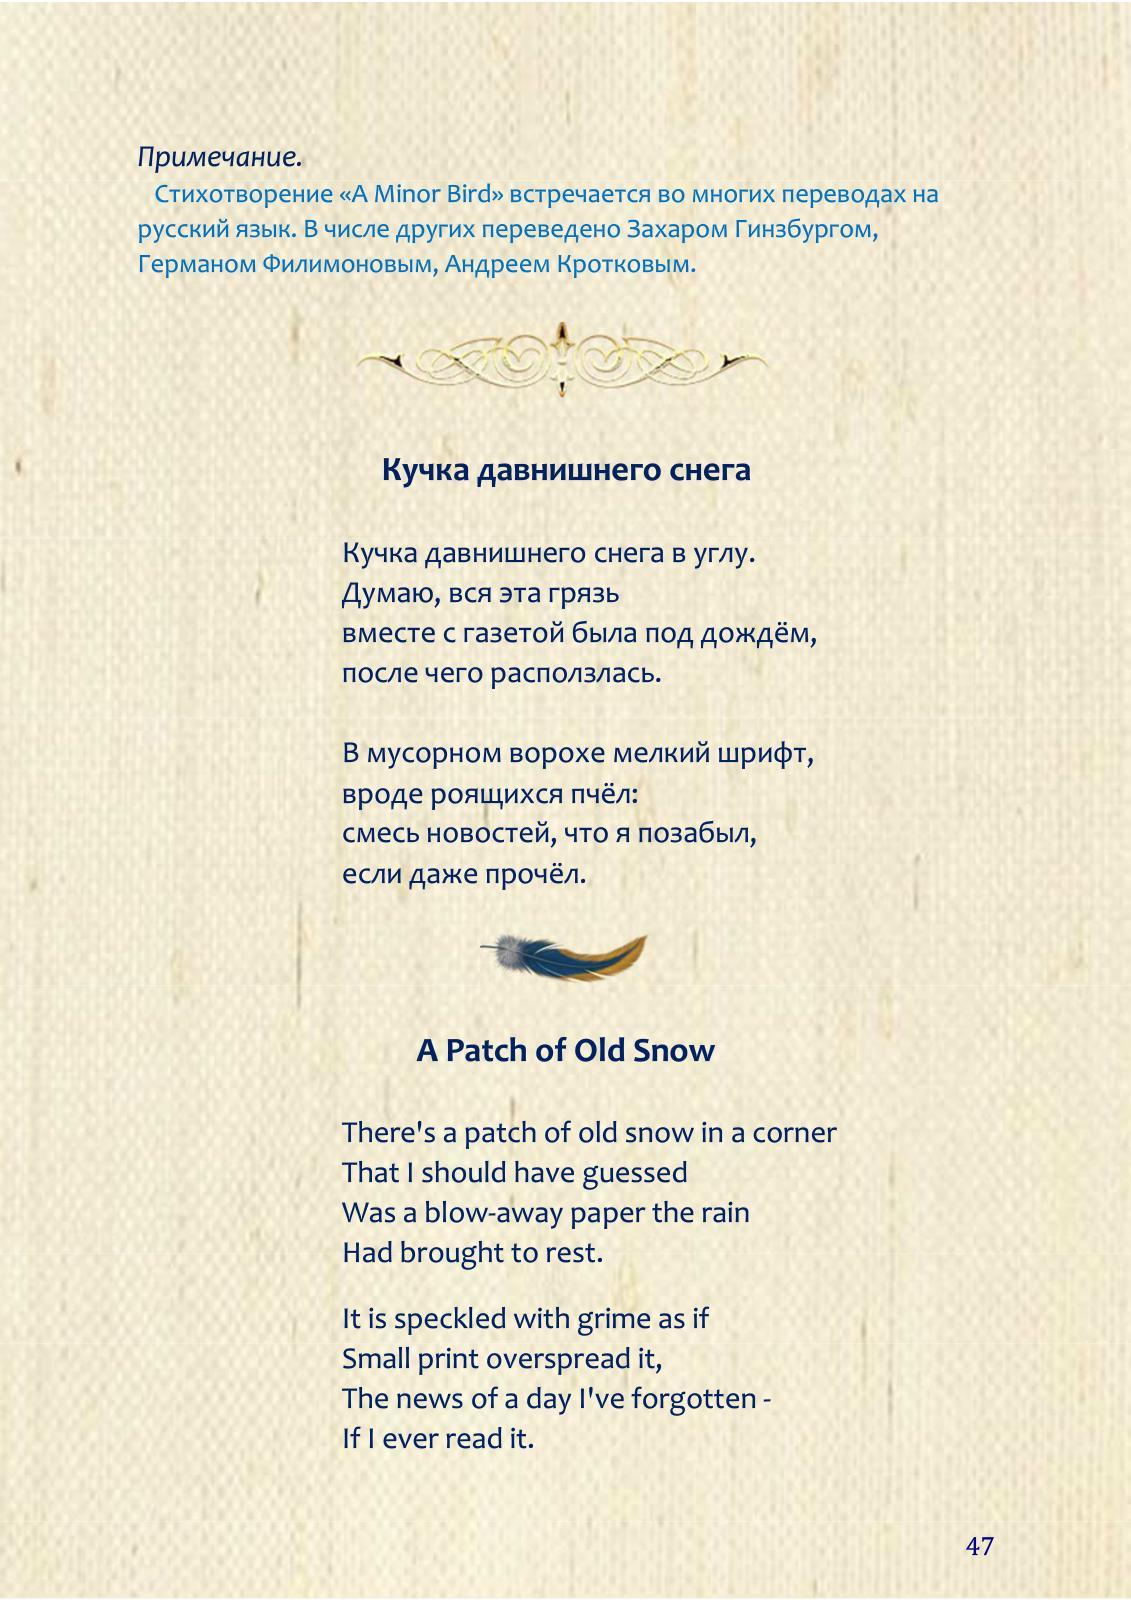 Примечание.
Стихотворение «A Minor Bird» встречается во многих переводах на
русский язык. В числе других переведено Захаром Гинзбургом,
Германом Филимоновым, Андреем Кротковым.
Кучка давнишнего снега
Кучка давнишнего снега в углу.
Думаю, вся эта грязь
вместе с газетой была под дождём,
после чего расползлась.
В мусорном ворохе мелкий шрифт,
вроде роящихся пчёл:
смесь новостей, что я позабыл,
если даже прочёл.
A Patch of Old Snow
There's a patch of old snow in a corner
That I should have guessed
Was a blow-away paper the rain
Had brought to rest.
It is speckled with grime as if
Small print overspread it,
The news of a day I've forgotten -
If I ever read it.
47